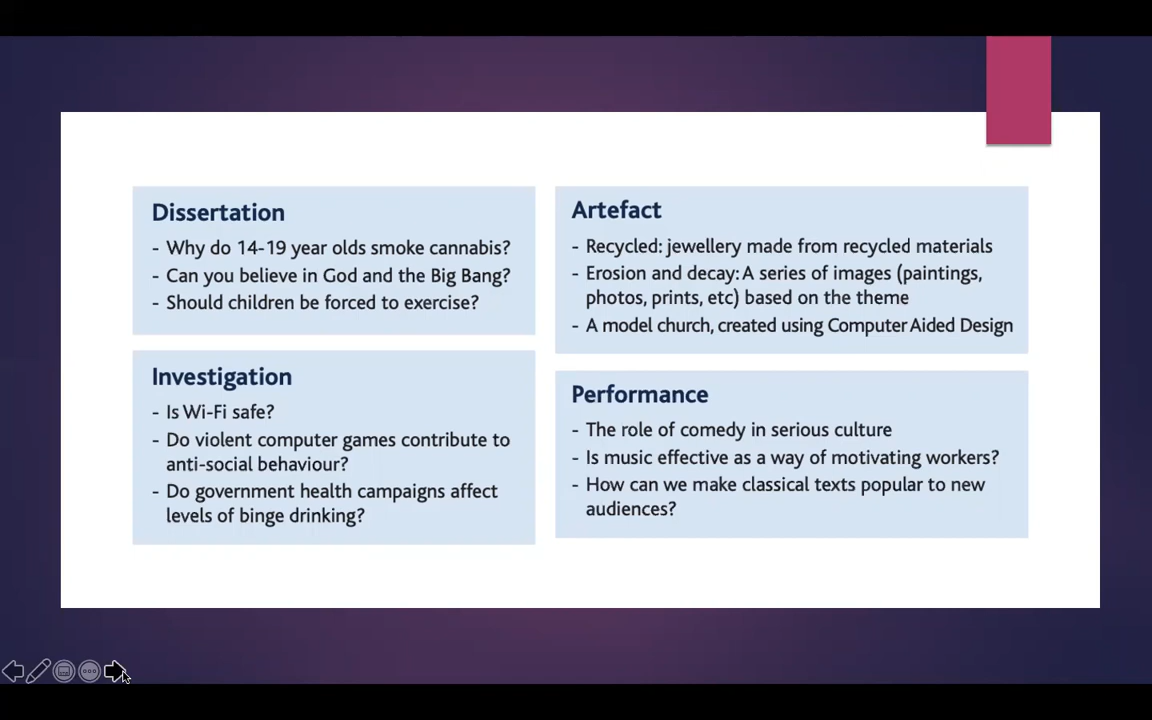 Dissertation
- Why do 14-19 year olds smoke cannabis?
- Can you believe in God and the Big Bang?
- Should children be forced to exercise?
Investigation
- Is Wi-Fi safe?
- Do violent computer games contribute to
anti-social behaviour?
- Do government health campaigns affect
levels of binge drinking?
Artefact
- Recycled: jewellery made from recycled materials
- Erosion and decay: A series of images (paintings,
photos, prints, etc) based on the theme
- A model church, created using Computer Aided Design
Performance
- The role of comedy in serious culture
- Is music effective as a way of motivating workers?
- How can we make classical texts popular to new
audiences?